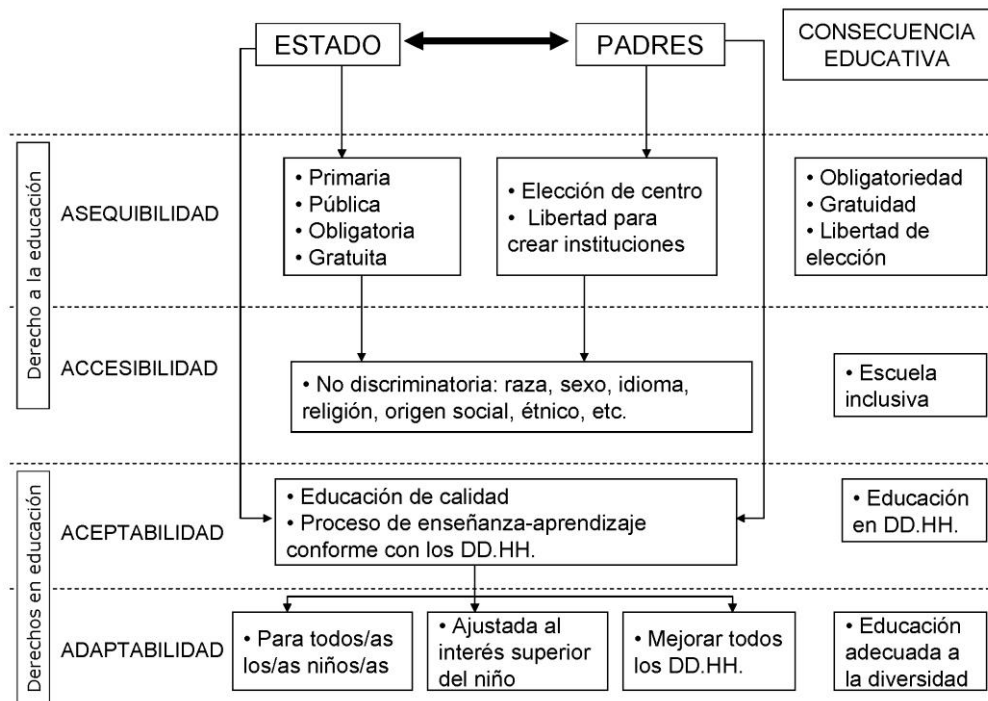 ESTADO
PADRES
CONSECUENCIA
EDUCATIVA
Derecho a la educación
ASEQUIBILIDAD
• Primaria
• Pública
• Obligatoria
• Gratuita
• Elección de centro
• Libertad para
crear instituciones
• Obligatoriedad
• Gratuidad
• Libertad de
elección
ACCESIBILIDAD
• No discriminatoria: raza, sexo, idioma,
religión, origen social, étnico, etc.
• Escuela
inclusiva
Derechos en educación
ACEPTABILIDAD
• Educación de calidad
• Proceso de enseñanza-aprendizaje
conforme con los DD.HH.
• Educación
en DD.HH.
ADAPTABILIDAD
• Para todos/as
los/as niños/as
• Ajustada al
interés superior
del niño
• Mejorar todos
los DD.HH.
• Educación
adecuada a
la diversidad